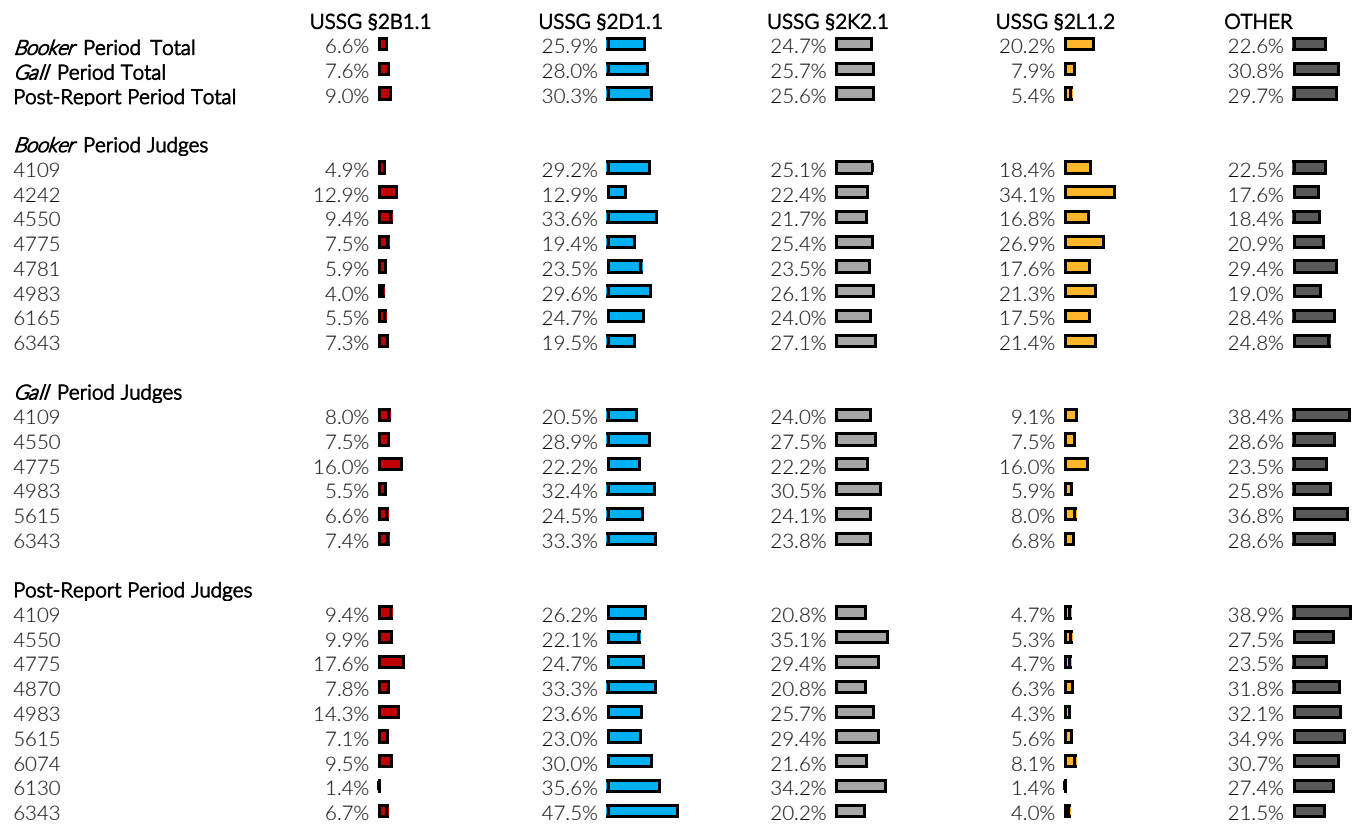 USSG §2B1.1 USSG §2D1.1 USSG §2K2.1 USSG §2L1.2 OTHER
Booker Period Total 6.6% 25.9% 24.7% 20.2% 22.6%
Gall Period Total 7.6% 28.0% 25.7% 7.9% 30.8%
Post-Report Period Total 9.0% 30.3% 25.6% 5.4% 29.7%
Booker Period Judges
4109 4.9% 29.2% 25.1% 18.4% 22.5%
4242 12.9% 12.9% 22.4% 34.1% 17.6%
4550 9.4% 33.6% 21.7% 16.8% 18.4%
4775 7.5% 19.4% 25.4% 26.9% 20.9%
4781 5.9% 23.5% 23.5% 17.6% 29.4%
4983 4.0% 29.6% 26.1% 21.3% 19.0%
6165 5.5% 24.7% 24.0% 17.5% 28.4%
6343 7.3% 19.5% 27.1% 21.4% 24.8%
Gall Period Judges
4109 8.0% 20.5% 24.0% 9.1% 38.4%
4550 7.5% 28.9% 27.5% 7.5% 28.6%
4775 16.0% 22.2% 22.2% 16.0% 23.5%
4983 5.5% 32.4% 30.5% 5.9% 25.8%
5615 6.6% 24.5% 24.1% 8.0% 36.8%
6343 7.4% 33.3% 23.8% 6.8% 28.6%
Post-Report Period Judges
4109 9.4% 26.2% 20.8% 4.7% 38.9%
4550 9.9% 22.1% 35.1% 5.3% 27.5%
4775 17.6% 24.7% 29.4% 4.7% 23.5%
4870 7.8% 33.3% 20.8% 6.3% 31.8%
4983 14.3% 23.6% 25.7% 4.3% 32.1%
5615 7.1% 23.0% 29.4% 5.6% 34.9%
6074 9.5% 30.0% 21.6% 8.1% 30.7%
6130 1.4% 35.6% 34.2% 1.4% 27.4%
6343 6.7% 47.5% 20.2% 4.0% 21.5%